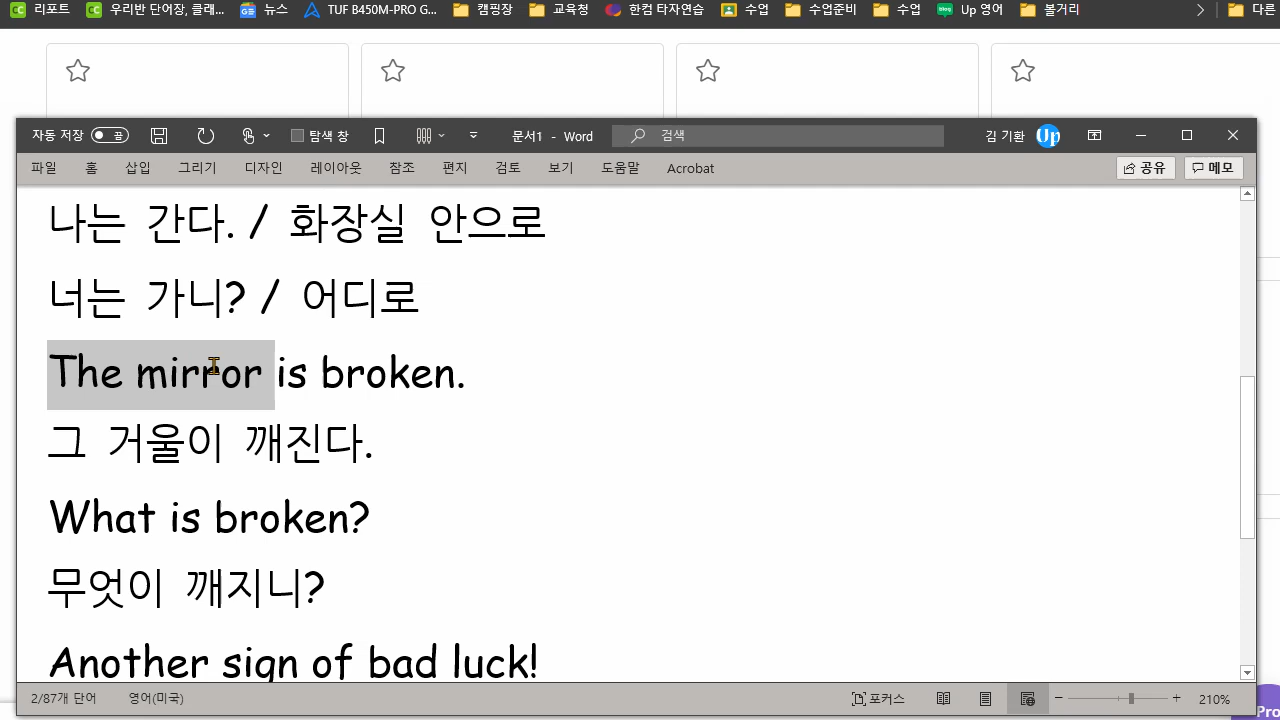 리포트 우리반 단어장, 클래... 뉴스 TUF B450M-PRO G... 캠핑장 교육청 한컴 타자연습 수업 수업준비 수업 Up 영어 볼거리 다른
자동 저장 끔 탐색 창 문서1 - Word 검색 김 기환 Up
파일 홈 삽입 그리기 디자인 레이아웃 참조 편지 검토 보기 도움말 Acrobat 공유 메모
나는 간다. / 화장실 안으로
너는 가니? / 어디로
The mirror is broken.
그 거울이 깨진다.
What is broken?
무엇이 깨지니?
Another sign of bad luck!
2/87개 단어 영어(미국) 포커스 210%
Pro